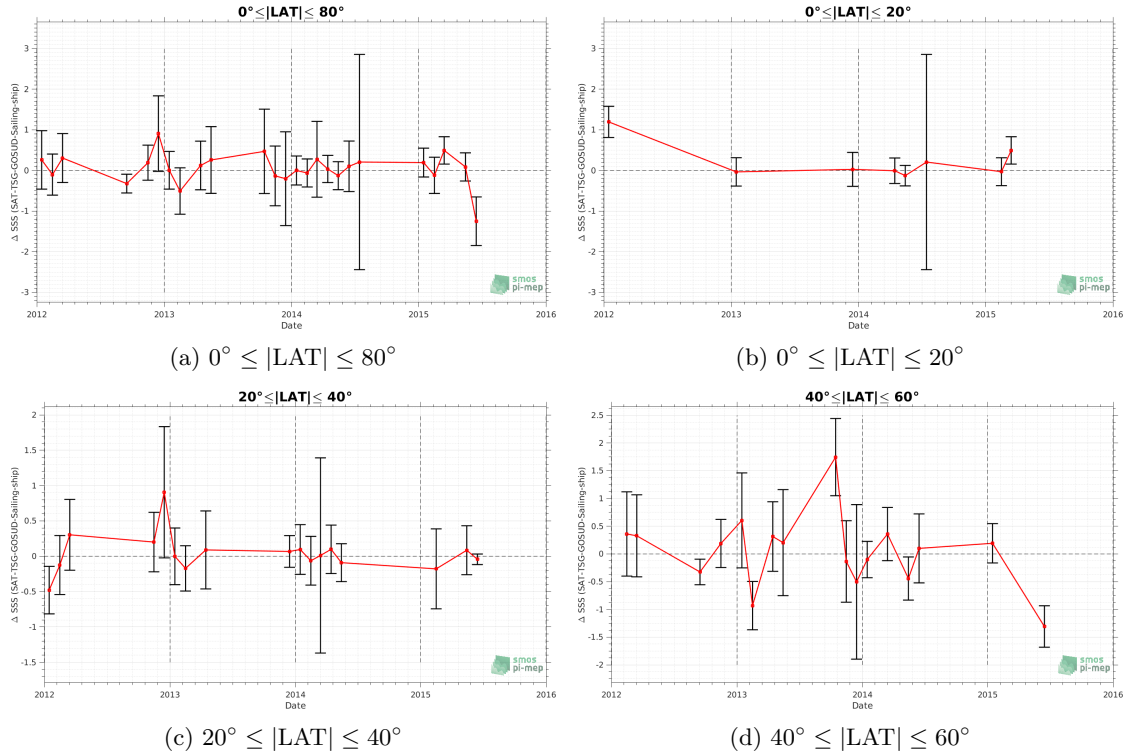 0°≤|LAT|≤ 80°
Δ SSS (SAT-TSG-GOSUD-Sailing-ship)
3
2
1
0
-1
-2
-3
2012
2013
2014
2015
2016
Date
smos
pi-mep
(a) 0° ≤ |LAT| ≤ 80°
0°≤|LAT|≤ 20°
Δ SSS (SAT-TSG-GOSUD-Sailing-ship)
3
2
1
0
-1
-2
-3
2012
2013
2014
2015
2016
Date
smos
pi-mep
(b) 0° ≤ |LAT| ≤ 20°
20°≤|LAT|≤ 40°
Δ SSS (SAT-TSG-GOSUD-Sailing-ship)
2
1.5
1
0.5
0
-0.5
-1
-1.5
2012
2013
2014
2015
2016
Date
smos
pi-mep
(c) 20° ≤ |LAT| ≤ 40°
40°≤|LAT|≤ 60°
Δ SSS (SAT-TSG-GOSUD-Sailing-ship)
2.5
2
1.5
1
0.5
0
-0.5
-1
-1.5
-2
2012
2013
2014
2015
2016
Date
smos
pi-mep
(d) 40° ≤ |LAT| ≤ 60°